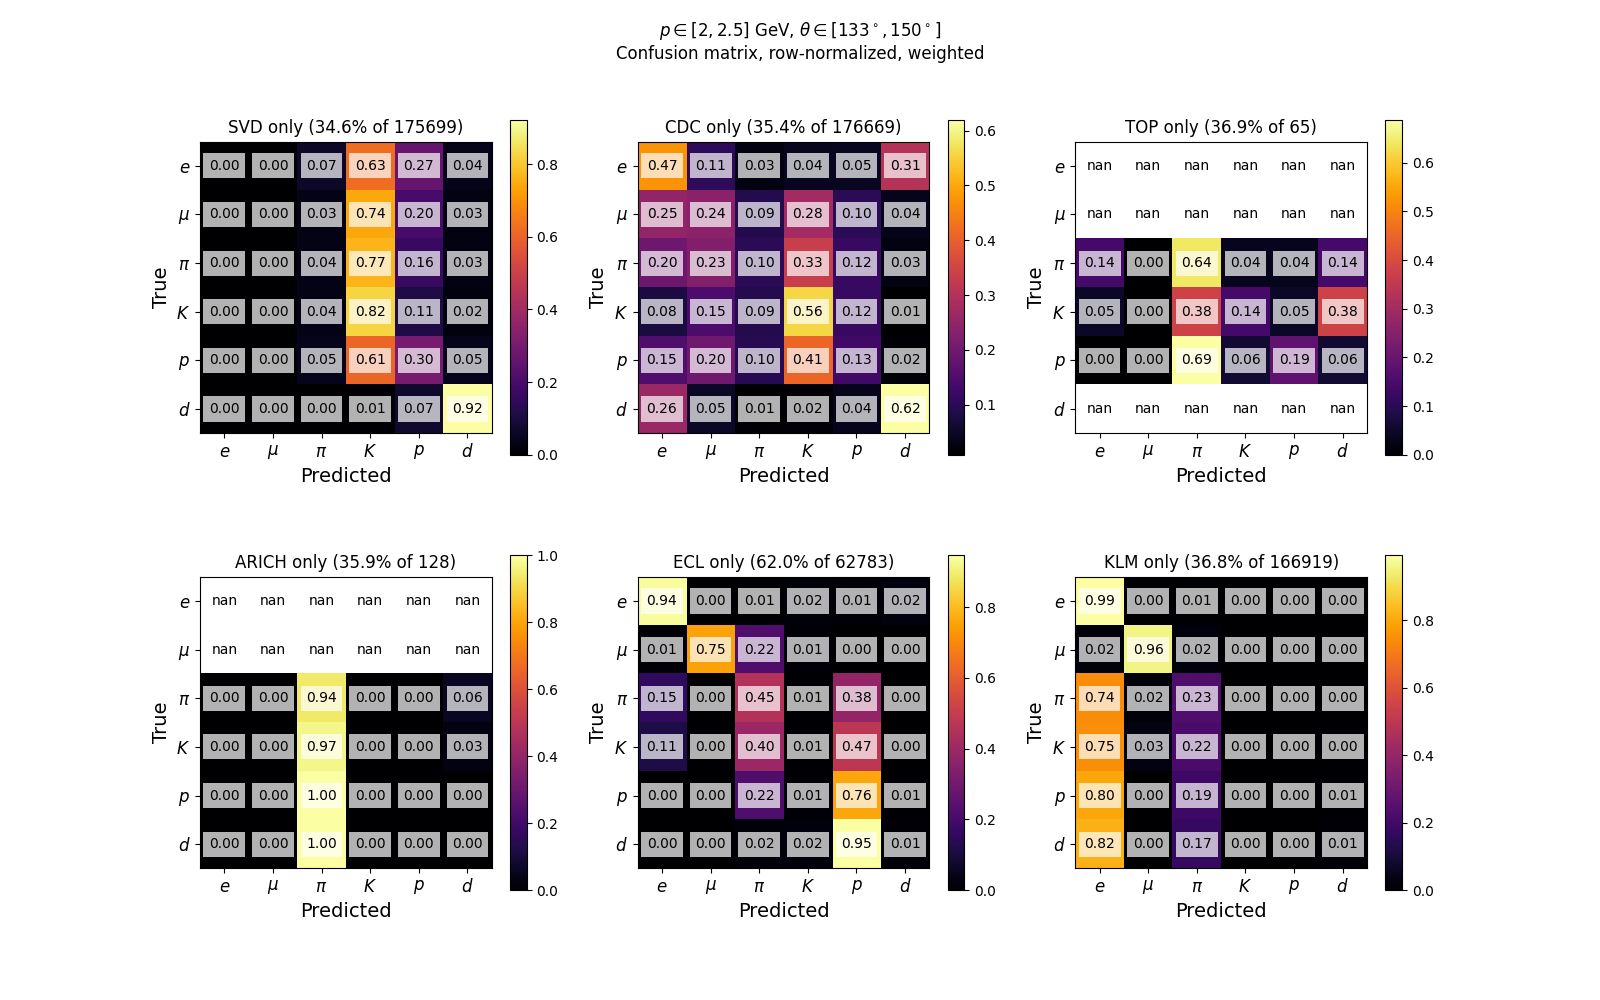 p ∈ [2, 2.5] GeV, θ ∈ [133°, 150°]
Confusion matrix, row-normalized, weighted
SVD only (34.6% of 175699)
True
e 0.00 0.00 0.07 0.63 0.27 0.04
μ 0.00 0.00 0.03 0.74 0.20 0.03
π 0.00 0.00 0.04 0.77 0.16 0.03
K 0.00 0.00 0.04 0.82 0.11 0.02
p 0.00 0.00 0.05 0.61 0.30 0.05
d 0.00 0.00 0.00 0.01 0.07 0.92
e μ π K p d
Predicted
0.8
0.6
0.4
0.2
0.0
CDC only (35.4% of 176669)
True
e 0.47 0.11 0.03 0.04 0.05 0.31
μ 0.25 0.24 0.09 0.28 0.10 0.04
π 0.20 0.23 0.10 0.33 0.12 0.03
K 0.08 0.15 0.09 0.56 0.12 0.01
p 0.15 0.20 0.10 0.41 0.13 0.02
d 0.26 0.05 0.01 0.02 0.04 0.62
e μ π K p d
Predicted
0.6
0.5
0.4
0.3
0.2
0.1
TOP only (36.9% of 65)
True
e nan nan nan nan nan nan
μ nan nan nan nan nan nan
π 0.14 0.00 0.64 0.04 0.04 0.14
K 0.05 0.00 0.38 0.14 0.05 0.38
p 0.00 0.00 0.69 0.06 0.19 0.06
d nan nan nan nan nan nan
e μ π K p d
Predicted
0.6
0.5
0.4
0.3
0.2
0.1
0.0
ARICH only (35.9% of 128)
True
e nan nan nan nan nan nan
μ nan nan nan nan nan nan
π 0.00 0.00 0.94 0.00 0.00 0.06
K 0.00 0.00 0.97 0.00 0.00 0.03
p 0.00 0.00 1.00 0.00 0.00 0.00
d 0.00 0.00 1.00 0.00 0.00 0.00
e μ π K p d
Predicted
1.0
0.8
0.6
0.4
0.2
0.0
ECL only (62.0% of 62783)
True
e 0.94 0.00 0.01 0.02 0.01 0.02
μ 0.01 0.75 0.22 0.01 0.00 0.00
π 0.15 0.00 0.45 0.01 0.38 0.00
K 0.11 0.00 0.40 0.01 0.47 0.00
p 0.00 0.00 0.22 0.01 0.76 0.01
d 0.00 0.00 0.02 0.02 0.95 0.01
e μ π K p d
Predicted
0.8
0.6
0.4
0.2
0.0
KLM only (36.8% of 166919)
True
e 0.99 0.00 0.01 0.00 0.00 0.00
μ 0.02 0.96 0.02 0.00 0.00 0.00
π 0.74 0.02 0.23 0.00 0.00 0.00
K 0.75 0.03 0.22 0.00 0.00 0.00
p 0.80 0.00 0.19 0.00 0.00 0.01
d 0.82 0.00 0.17 0.00 0.00 0.01
e μ π K p d
Predicted
0.8
0.6
0.4
0.2
0.0